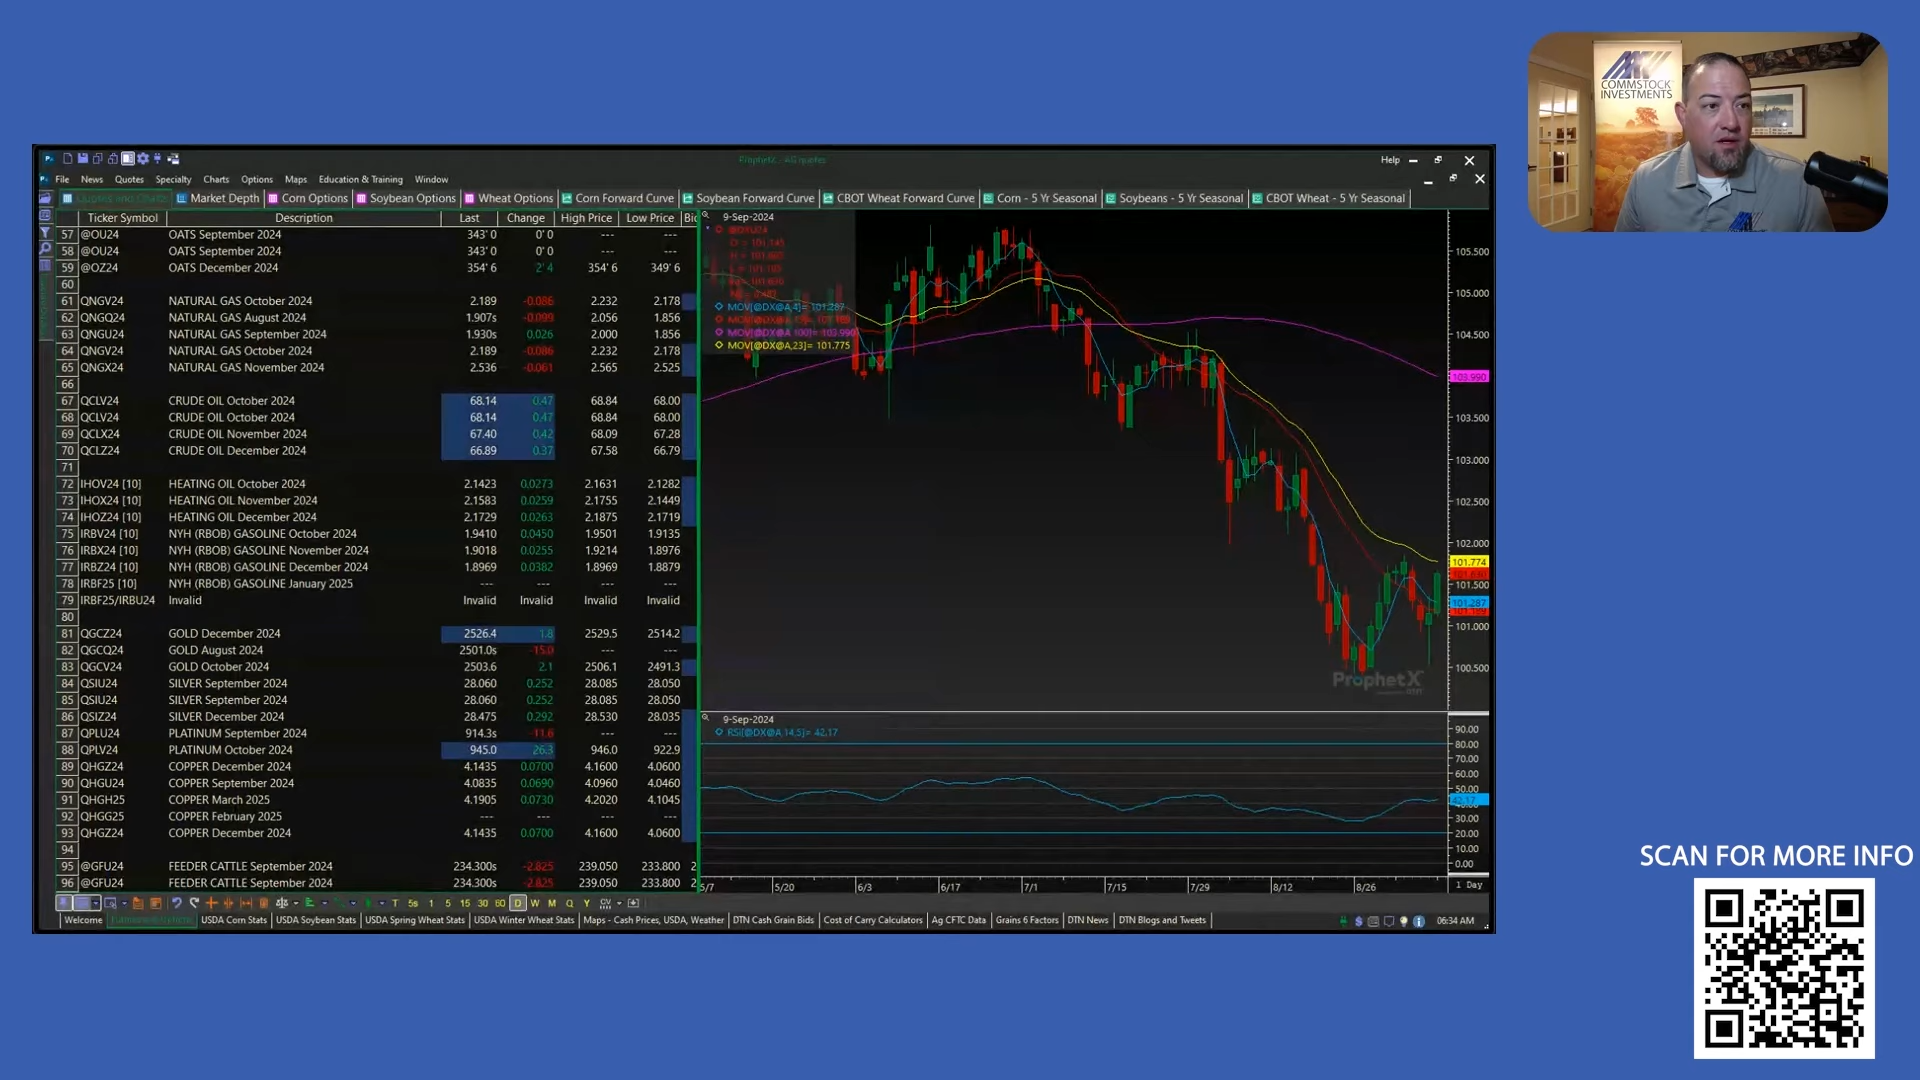 COMMSTOCK
INVESTMENTS
Help
File News Quotes Specialty Charts Options Maps Education & Training Window
Market Depth Corn Options Soybean Options Wheat Options Corn Forward Curve Soybean Forward Curve CBOT Wheat Forward Curve Corn - 5 Yr Seasonal Soybeans - 5 Yr Seasonal CBOT Wheat - 5 Yr Seasonal
Ticker Symbol Description Last Change High Price Low Price
57 @OU24 OATS September 2024 343' 0 0' 0 --- ---
58 @OU24 OATS September 2024 343' 0 0' 0 --- ---
59 @OZ24 OATS December 2024 354' 6 2' 4 354' 6 349' 6
60
61 QNGV24 NATURAL GAS October 2024 2.189 -0.086 2.232 2.178
62 QNGQ24 NATURAL GAS August 2024 1.907s -0.099 2.056 1.856
63 QNGU24 NATURAL GAS September 2024 1.930s 0.026 2.000 1.856
64 QNGV24 NATURAL GAS October 2024 2.189 -0.086 2.232 2.178
65 QNGX24 NATURAL GAS November 2024 2.536 -0.061 2.565 2.525
66
67 QCLV24 CRUDE OIL October 2024 68.14 0.47 68.84 68.00
68 QCLV24 CRUDE OIL October 2024 68.14 0.47 68.84 68.00
69 QCLX24 CRUDE OIL November 2024 67.40 0.42 68.09 67.28
70 QCLZ24 CRUDE OIL December 2024 66.89 0.37 67.58 66.79
71
72 IHOV24 [10] HEATING OIL October 2024 2.1423 0.0273 2.1631 2.1282
73 IHOX24 [10] HEATING OIL November 2024 2.1583 0.0259 2.1755 2.1449
74 IHOZ24 [10] HEATING OIL December 2024 2.1729 0.0263 2.1875 2.1719
75 IRBV24 [10] NYH (RBOB) GASOLINE October 2024 1.9410 0.0450 1.9501 1.9135
76 IRBX24 [10] NYH (RBOB) GASOLINE November 2024 1.9018 0.0255 1.9214 1.8976
77 IRBZ24 [10] NYH (RBOB) GASOLINE December 2024 1.8969 0.0382 1.8969 1.8879
78 IRBF25 [10] NYH (RBOB) GASOLINE January 2025 --- --- --- ---
79 IRBF25/IRBU24 Invalid Invalid Invalid Invalid Invalid
80
81 QGCZ24 GOLD December 2024 2526.4 1.8 2529.5 2514.2
82 QGCQ24 GOLD August 2024 2501.0s -15.0 --- ---
83 QGCV24 GOLD October 2024 2503.6 2.1 2506.1 2491.3
84 QSIU24 SILVER September 2024 28.060 0.252 28.085 28.050
85 QSIU24 SILVER September 2024 28.060 0.252 28.085 28.050
86 QSIZ24 SILVER December 2024 28.475 0.292 28.530 28.035
87 QPLU24 PLATINUM September 2024 914.3s -11.6 --- ---
88 QPLV24 PLATINUM October 2024 945.0 26.3 946.0 922.9
89 QHGZ24 COPPER December 2024 4.1435 0.0700 4.1600 4.0600
90 QHGU24 COPPER September 2024 4.0835 0.0690 4.0960 4.0460
91 QHGH25 COPPER March 2025 4.1905 0.0730 4.2020 4.1045
92 QHGG25 COPPER February 2025 --- --- --- ---
93 QHGZ24 COPPER December 2024 4.1435 0.0700 4.1600 4.0600
94
95 @GFU24 FEEDER CATTLE September 2024 234.300s -2.825 239.050 233.800 2
96 @GFU24 FEEDER CATTLE September 2024 234.300s -2.825 239.050 233.800 2
9-Sep-2024
MOV[@DX@A,4]= 101.287
MOV[@DX@A,100]= 103.990
MOV[@DX@A,23]= 101.775
105.500
105.000
104.500
103.990
103.500
103.000
102.500
102.000
101.774
101.500
101.287
101.000
100.500
ProphetX
9-Sep-2024
RSI[@DX@A,14,5]= 42.17
90.00
80.00
70.00
60.00
50.00
30.00
20.00
10.00
0.00
5/7 5/20 6/3 6/17 7/1 7/15 7/29 8/12 8/26 1 Day
T 5s 1 5 15 30 60 D W M Q Y
Welcome USDA Corn Stats USDA Soybean Stats USDA Spring Wheat Stats USDA Winter Wheat Stats Maps - Cash Prices, USDA, Weather DTN Cash Grain Bids Cost of Carry Calculators Ag CFTC Data Grains 6 Factors DTN News DTN Blogs and Tweets 06:34 AM
SCAN FOR MORE INFO